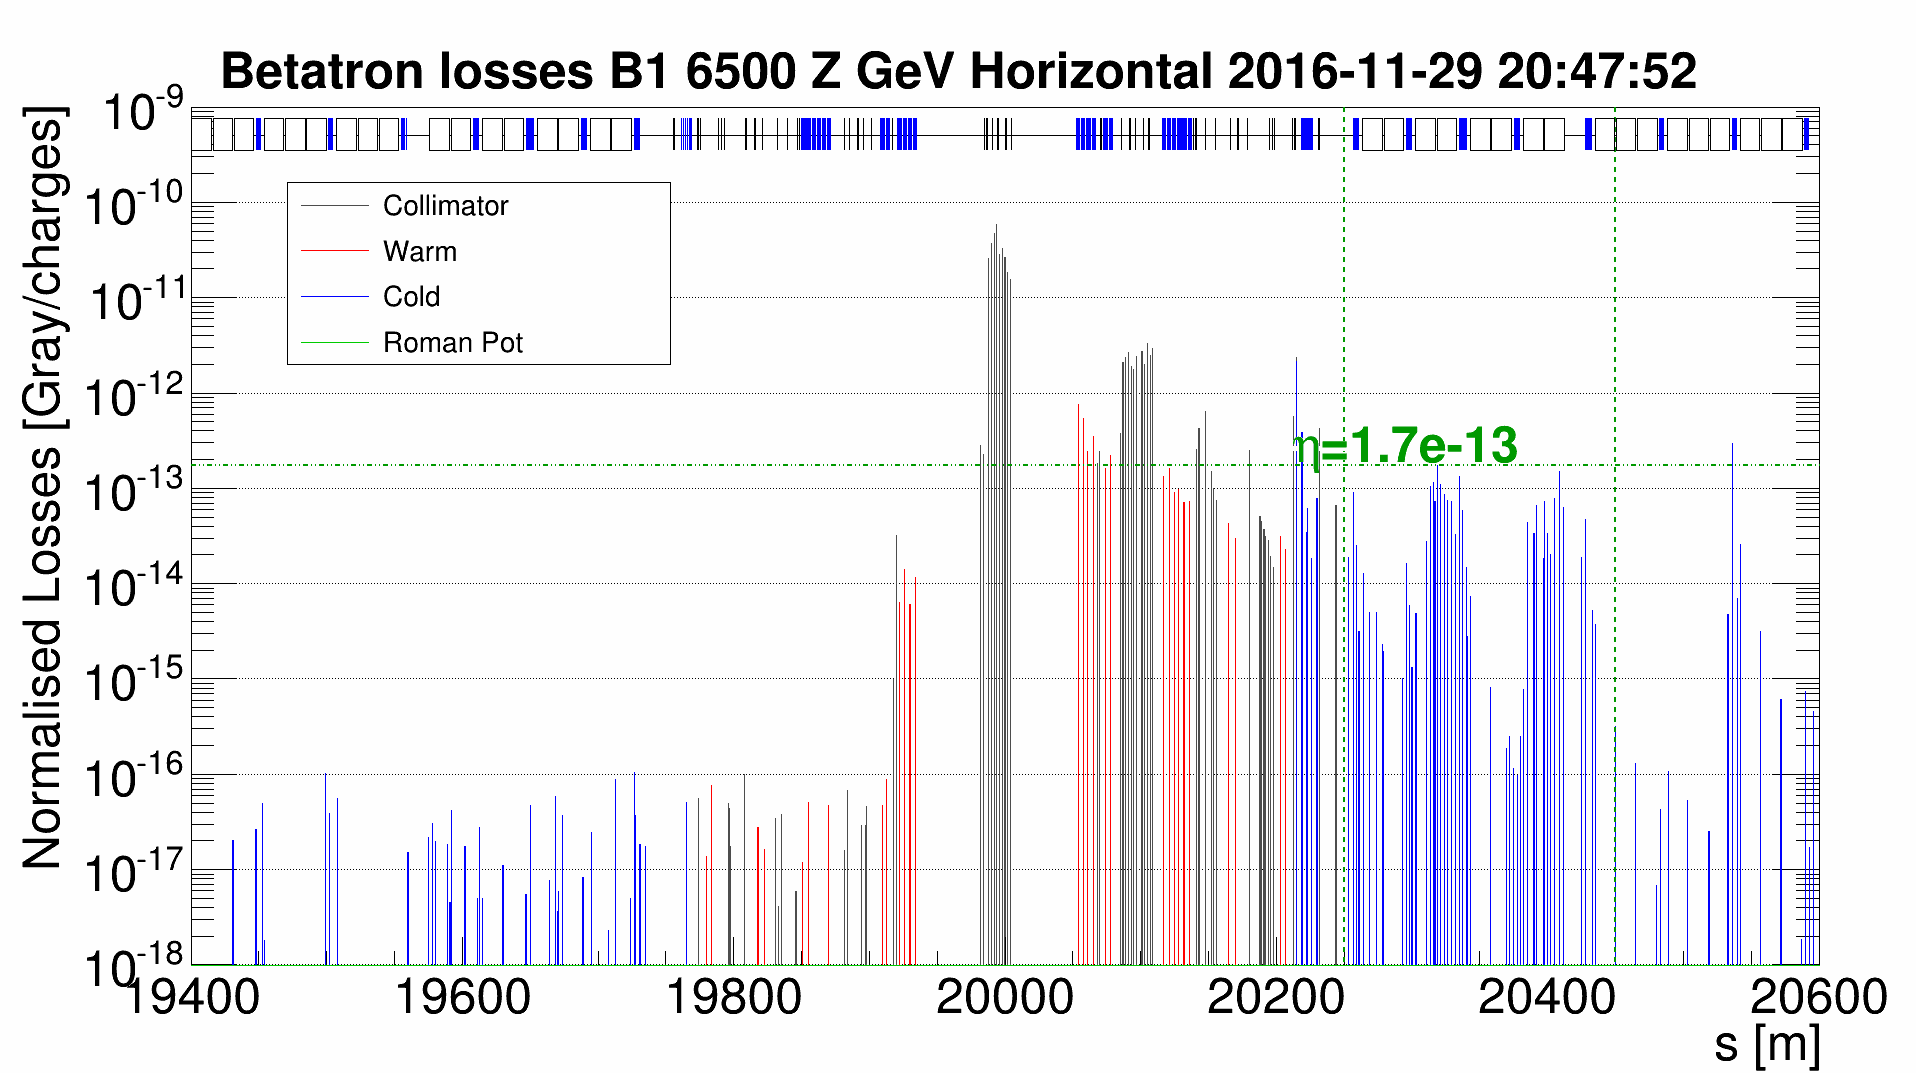 Betatron losses B1 6500 Z GeV Horizontal 2016-11-29 20:47:52
Normalised Losses [Gray/charges]
10-9
10-10
10-11
10-12
10-13
10-14
10-15
10-16
10-17
10-18
Collimator
Warm
Cold
Roman Pot
η=1.7e-13
19400 19600 19800 20000 20200 20400 20600
s [m]